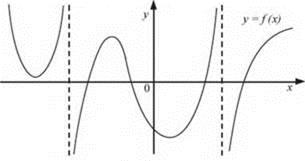 y
y = f (x)
0
x